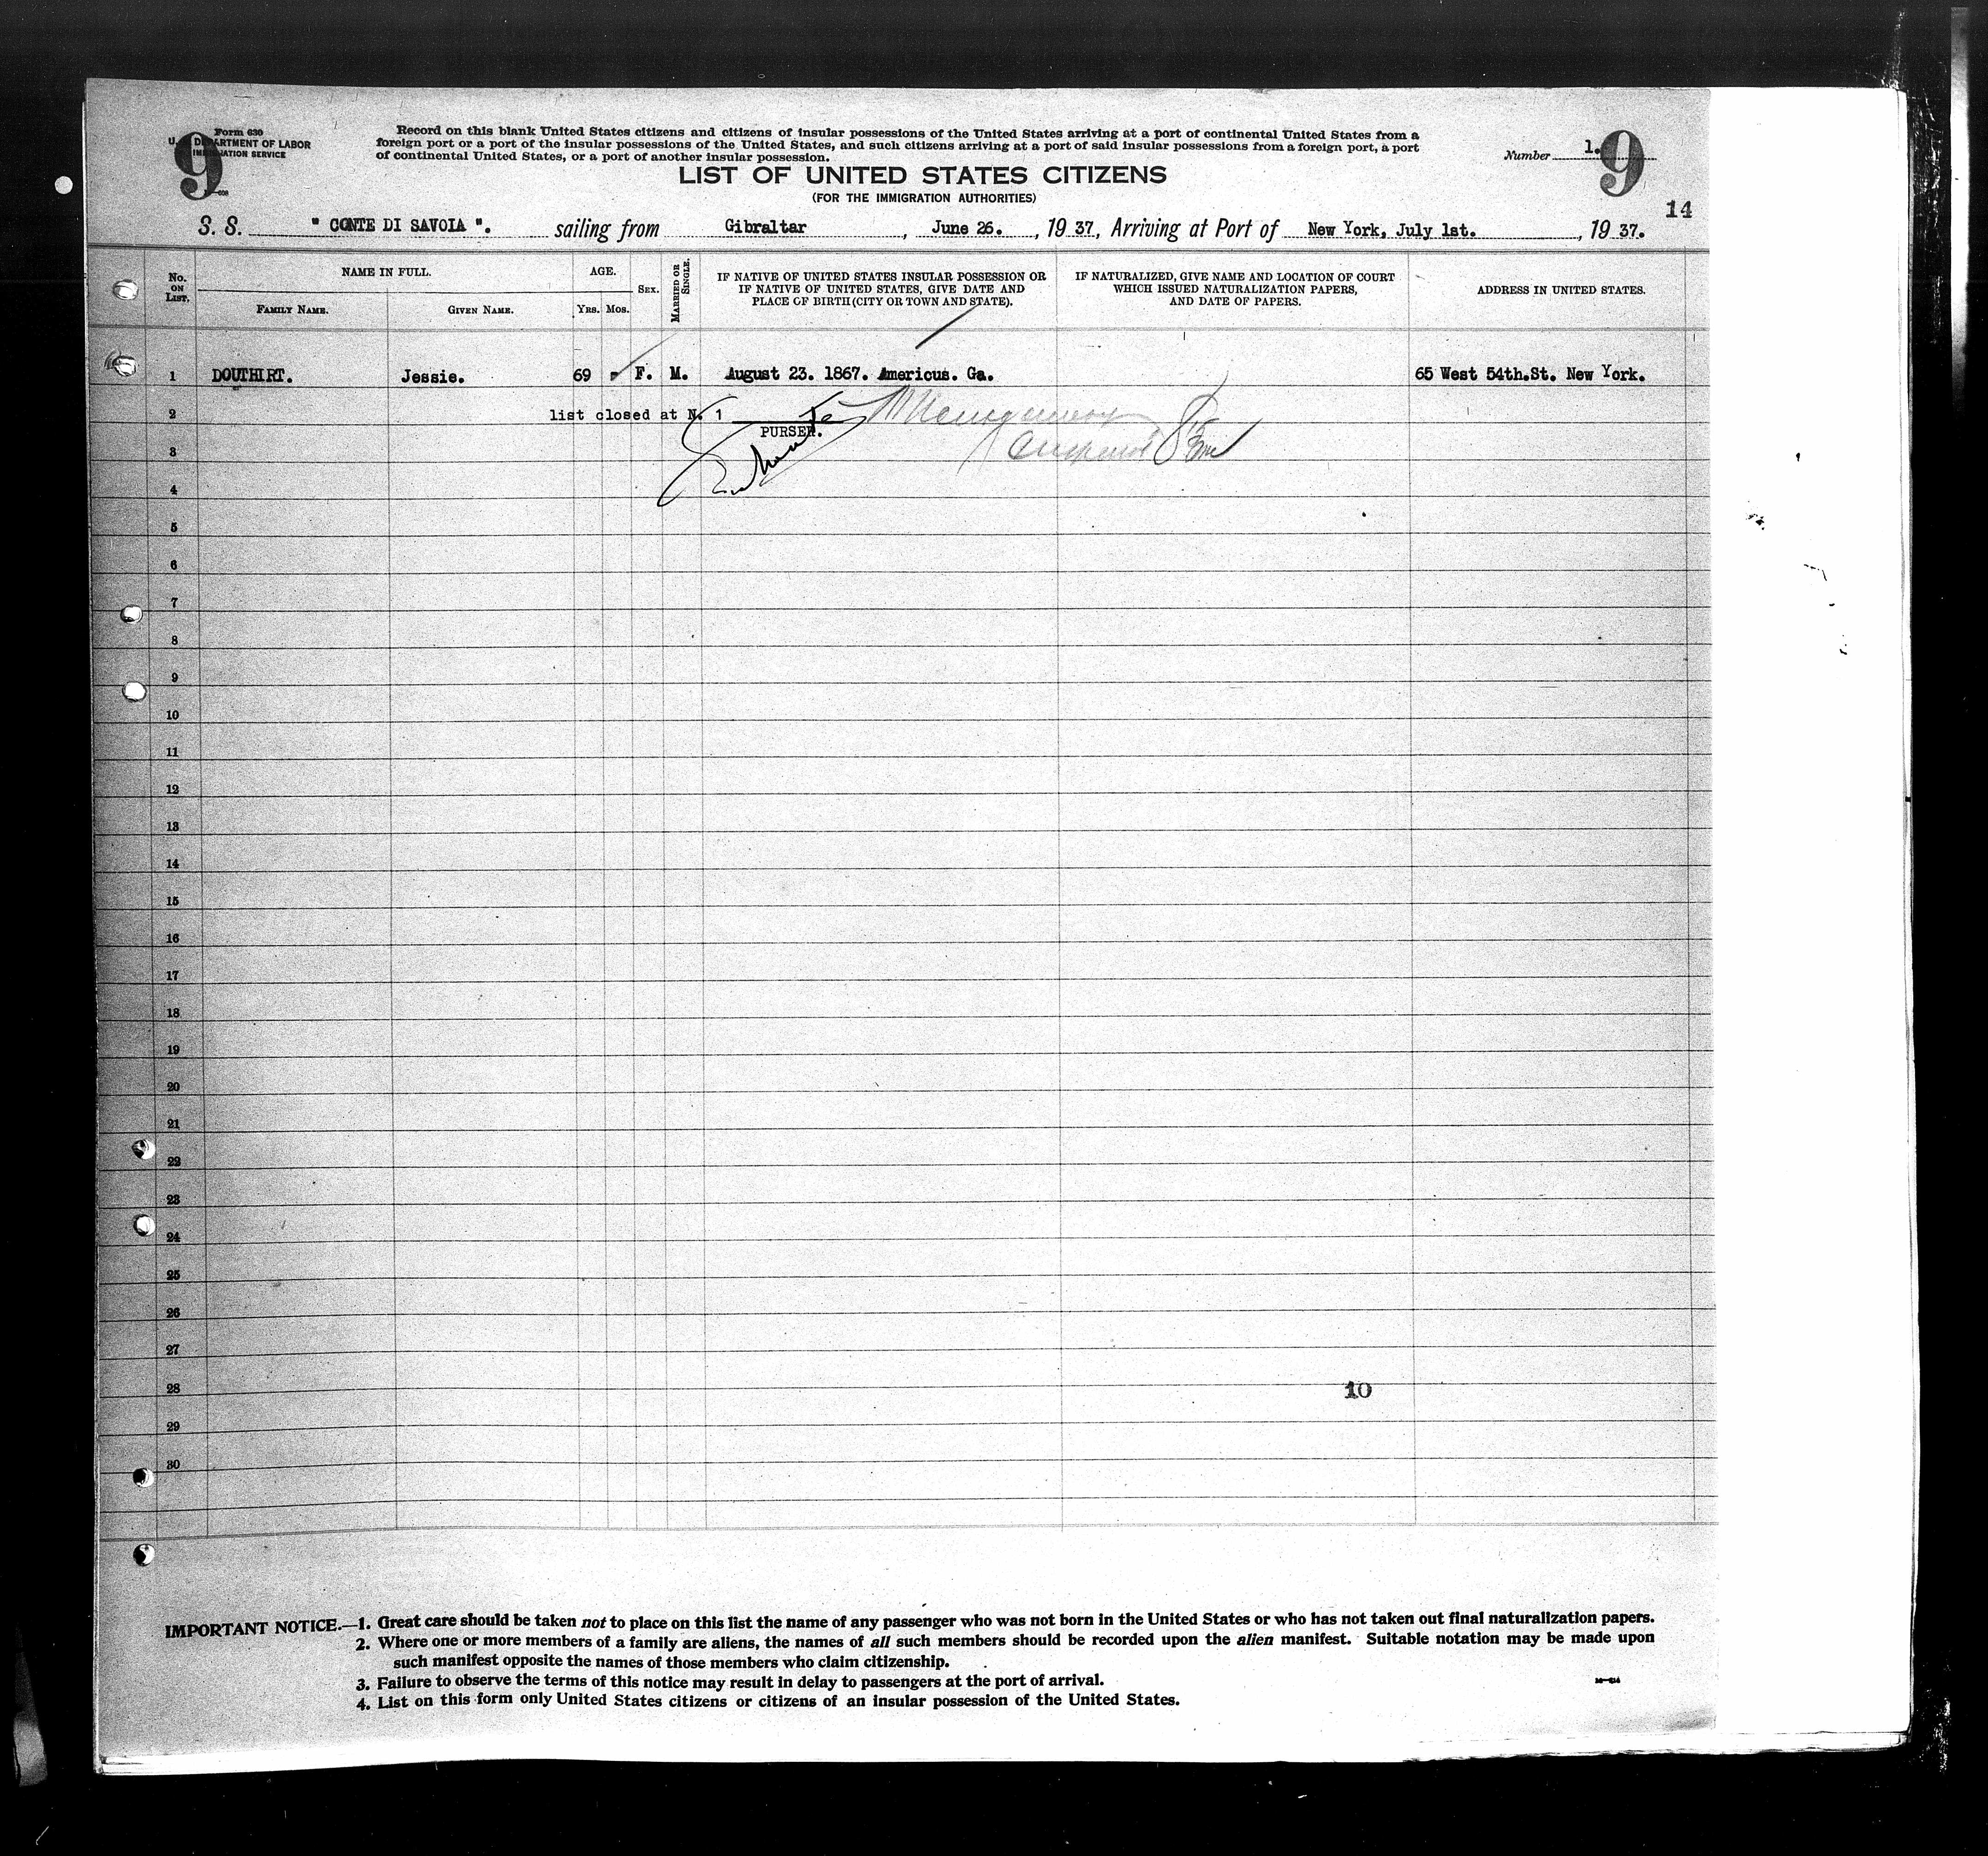 Form 630
U. S. DEPARTMENT OF LABOR
IMMIGRATION SERVICE
9
Record on this blank United States citizens and citizens of insular possessions of the United States arriving at a port of continental United States from a
foreign port or a port of the insular possessions of the United States, and such citizens arriving at a port of said insular possessions from a foreign port, a port
of continental United States, or a port of another insular possession.
Number 1.
9
LIST OF UNITED STATES CITIZENS
(FOR THE IMMIGRATION AUTHORITIES)
14
S. S. " CONTE DI SAVOIA ". sailing from Gibraltar, June 26., 19 37, Arriving at Port of New York, July 1st., 19 37.
No. ON LIST.
NAME IN FULL.
FAMILY NAME. GIVEN NAME.
AGE.
YRS. MOS.
SEX.
MARRIED OR SINGLE.
IF NATIVE OF UNITED STATES INSULAR POSSESSION OR
IF NATIVE OF UNITED STATES, GIVE DATE AND
PLACE OF BIRTH (CITY OR TOWN AND STATE).
IF NATURALIZED, GIVE NAME AND LOCATION OF COURT
WHICH ISSUED NATURALIZATION PAPERS,
AND DATE OF PAPERS.
ADDRESS IN UNITED STATES.
1 DOUTHIRT. Jessie. 69 - F. M. August 23. 1867. Americus. Ga. 65 West 54th.St. New York.
2 list closed at N. 1
PURSER.
3
4
5
6
7
8
9
10
11
12
13
14
15
16
17
18
19
20
21
22
23
24
25
26
27
28 10
29
30
IMPORTANT NOTICE.—1. Great care should be taken not to place on this list the name of any passenger who was not born in the United States or who has not taken out final naturalization papers.
2. Where one or more members of a family are aliens, the names of all such members should be recorded upon the alien manifest. Suitable notation may be made upon
such manifest opposite the names of those members who claim citizenship.
3. Failure to observe the terms of this notice may result in delay to passengers at the port of arrival.
4. List on this form only United States citizens or citizens of an insular possession of the United States.